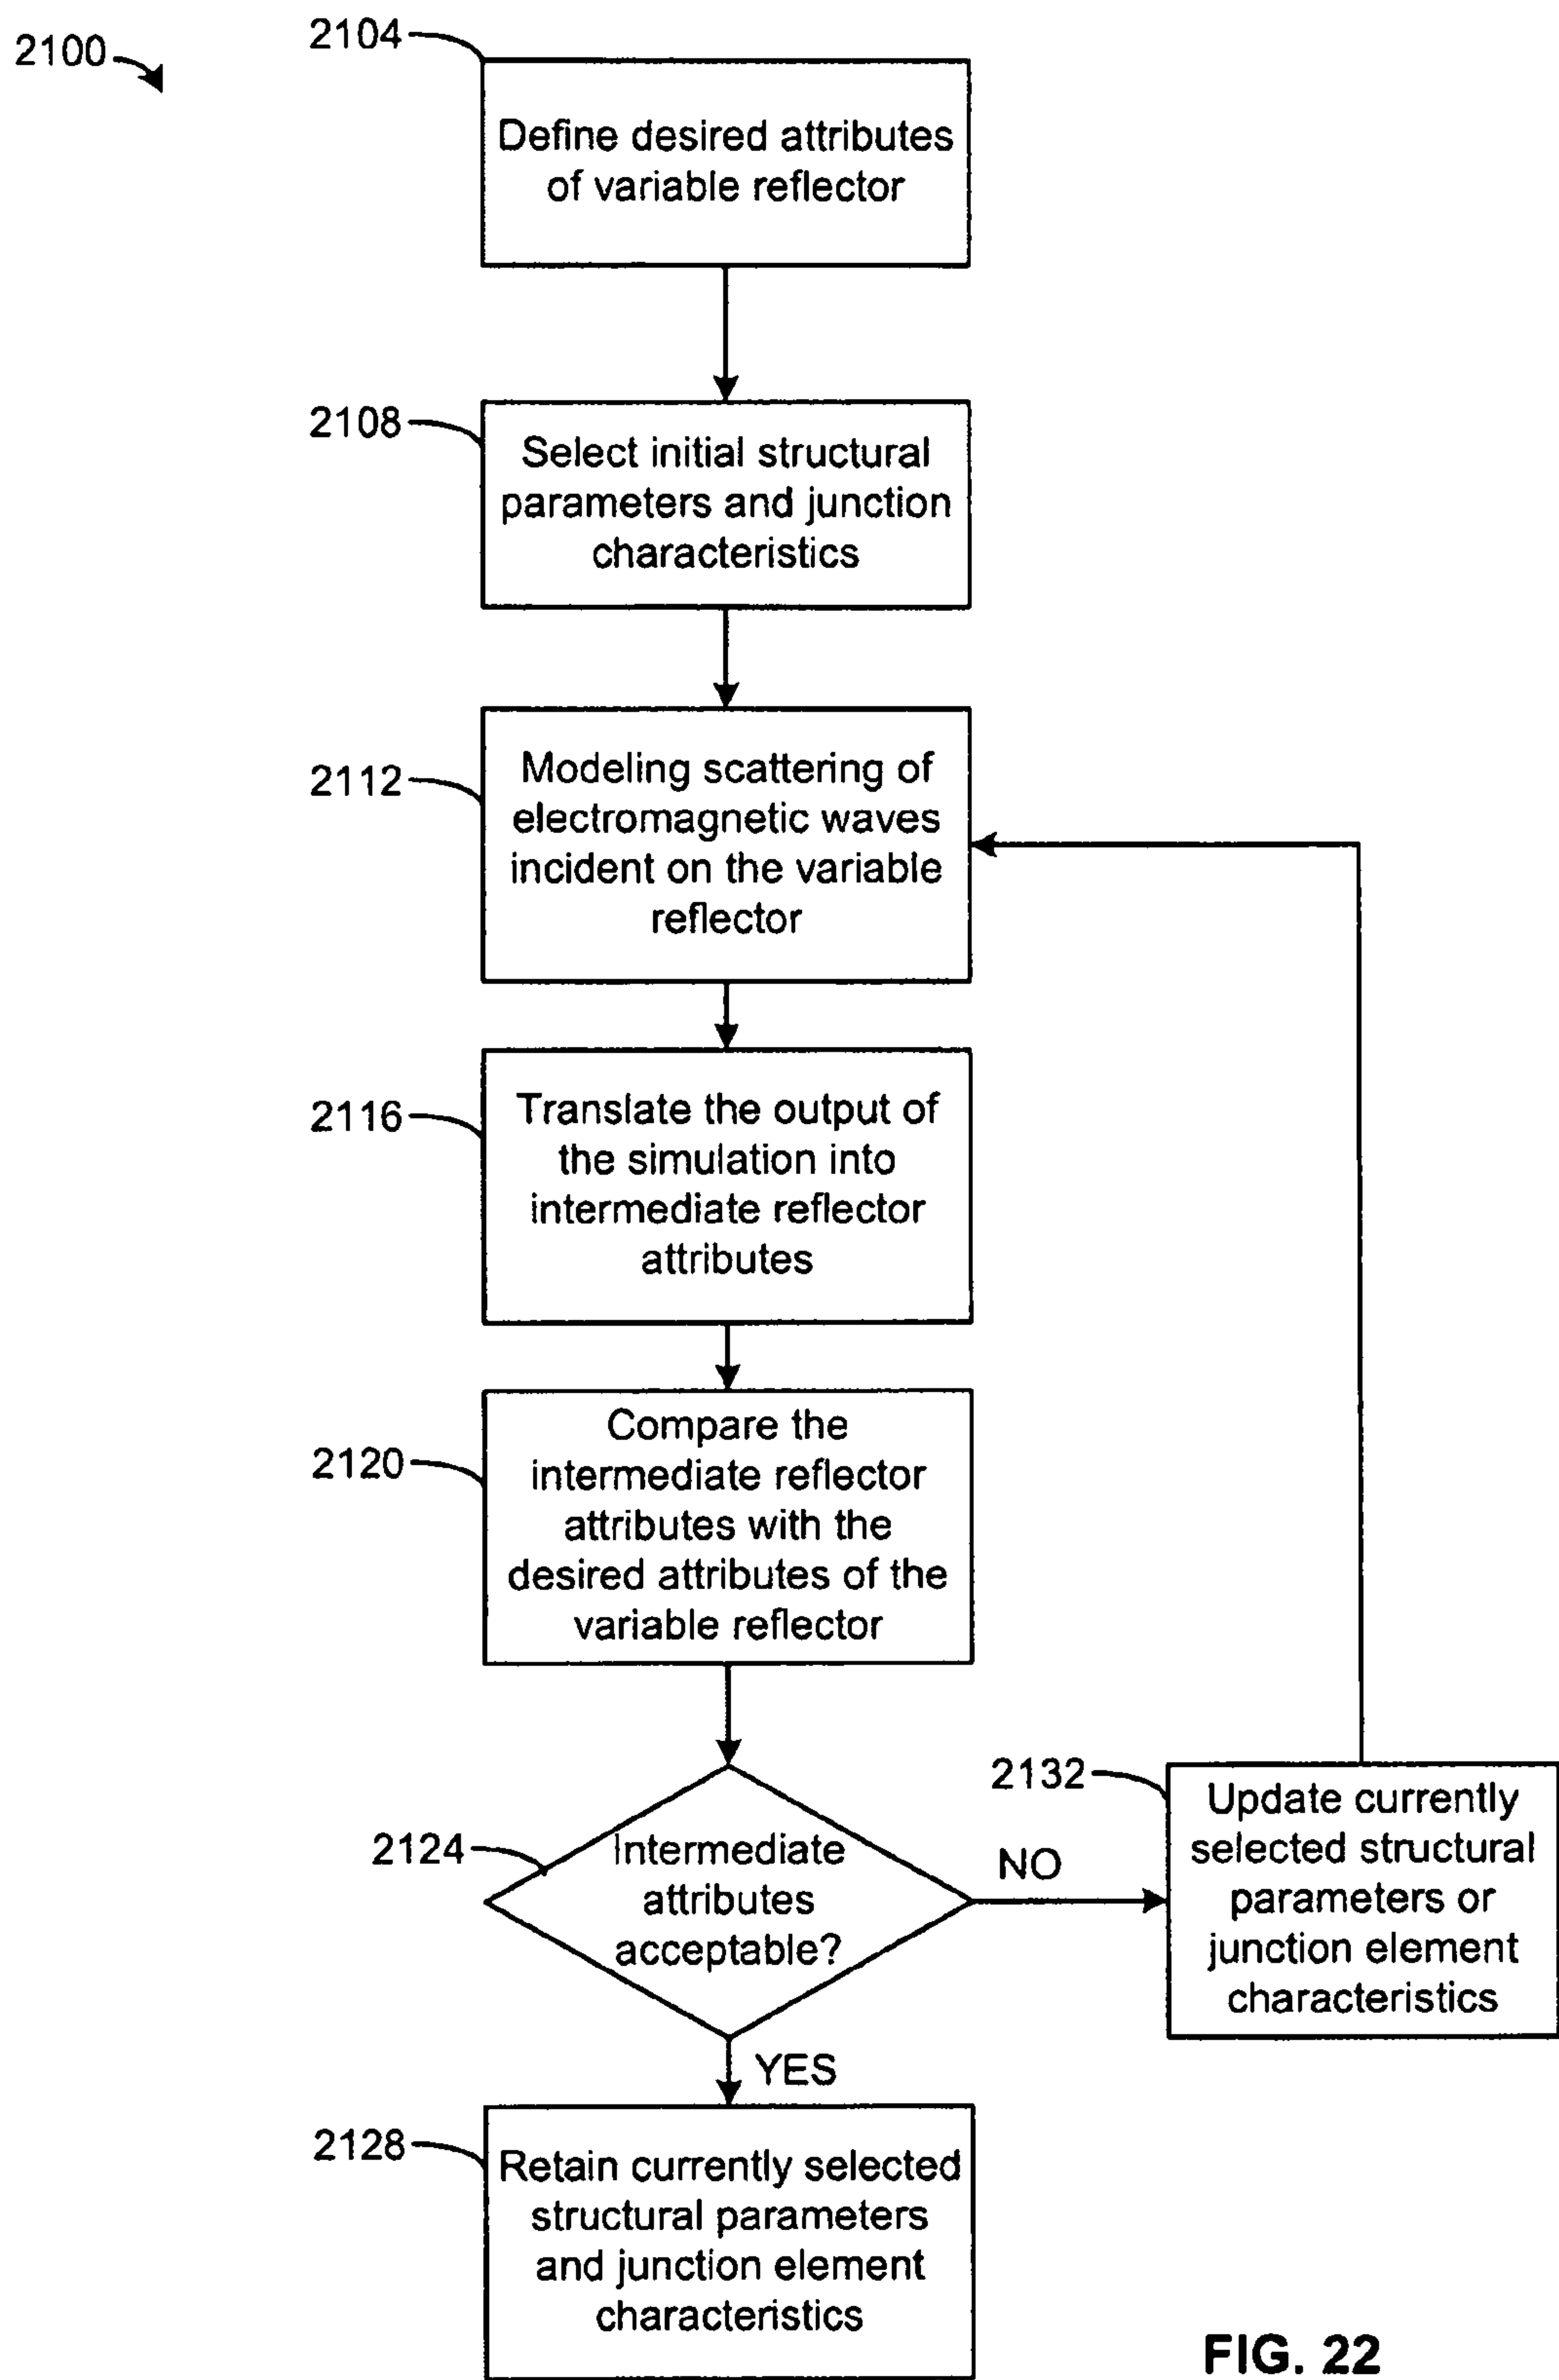 2100
2104
Define desired attributes
of variable reflector
2108
Select initial structural
parameters and junction
characteristics
2112
Modeling scattering of
electromagnetic waves
incident on the variable
reflector
2116
Translate the output of
the simulation into
intermediate reflector
attributes
2120
Compare the
intermediate reflector
attributes with the
desired attributes of the
variable reflector
2124
Intermediate
attributes
acceptable?
NO
2132
Update currently
selected structural
parameters or
junction element
characteristics
YES
2128
Retain currently selected
structural parameters
and junction element
characteristics
FIG. 22